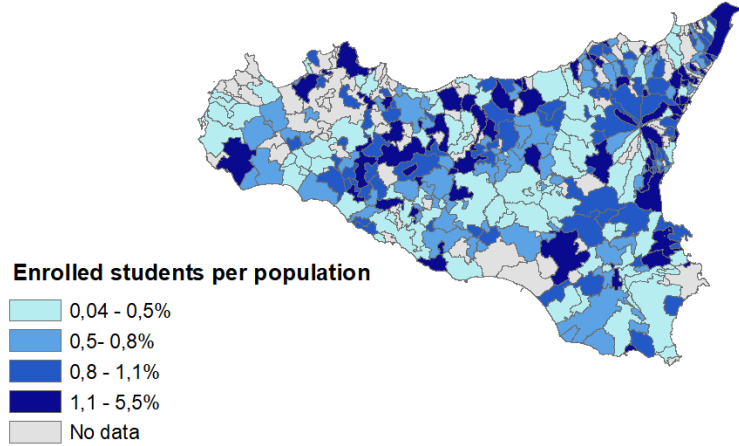 Enrolled students per population
0,04 - 0,5%
0,5- 0,8%
0,8 - 1,1%
1,1 - 5,5%
No data